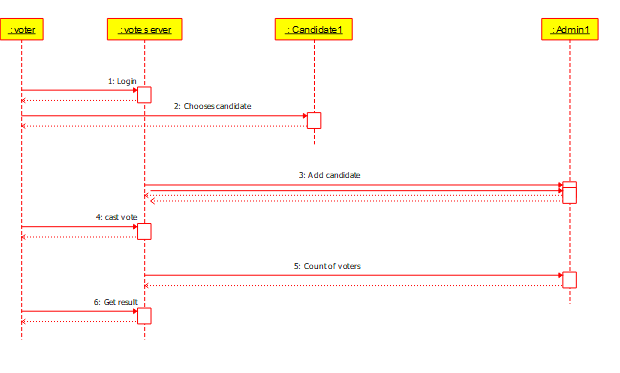 : voter
: vote server
: Candidate1
: Admin1
1: Login
2: Chooses candidate
3: Add candidate
4: cast vote
5: Count of voters
6: Get result